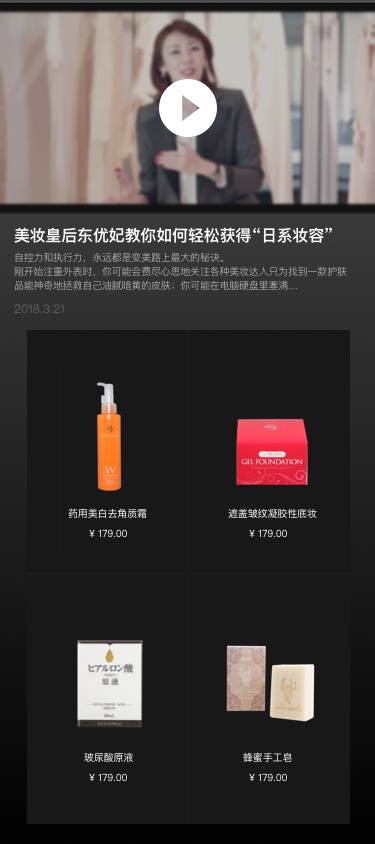 美妆皇后东优妃教你如何轻松获得“日系妆容”
自控力和执行力，永远都是变美路上最大的秘诀。
刚开始注重外表时，你可能会费尽心思地关注各种美妆达人只为找到一款护肤
品能神奇地拯救自己油腻暗黄的皮肤；你可能在电脑硬盘里塞满...
2018.3.21
W
GEL FOUNDATION
药用美白去角质霜
遮盖皱纹凝胶性底妆
¥ 179.00
¥ 179.00
ヒアルロン酸
原液
玻尿酸原液
蜂蜜手工皂
¥ 179.00
¥ 179.00